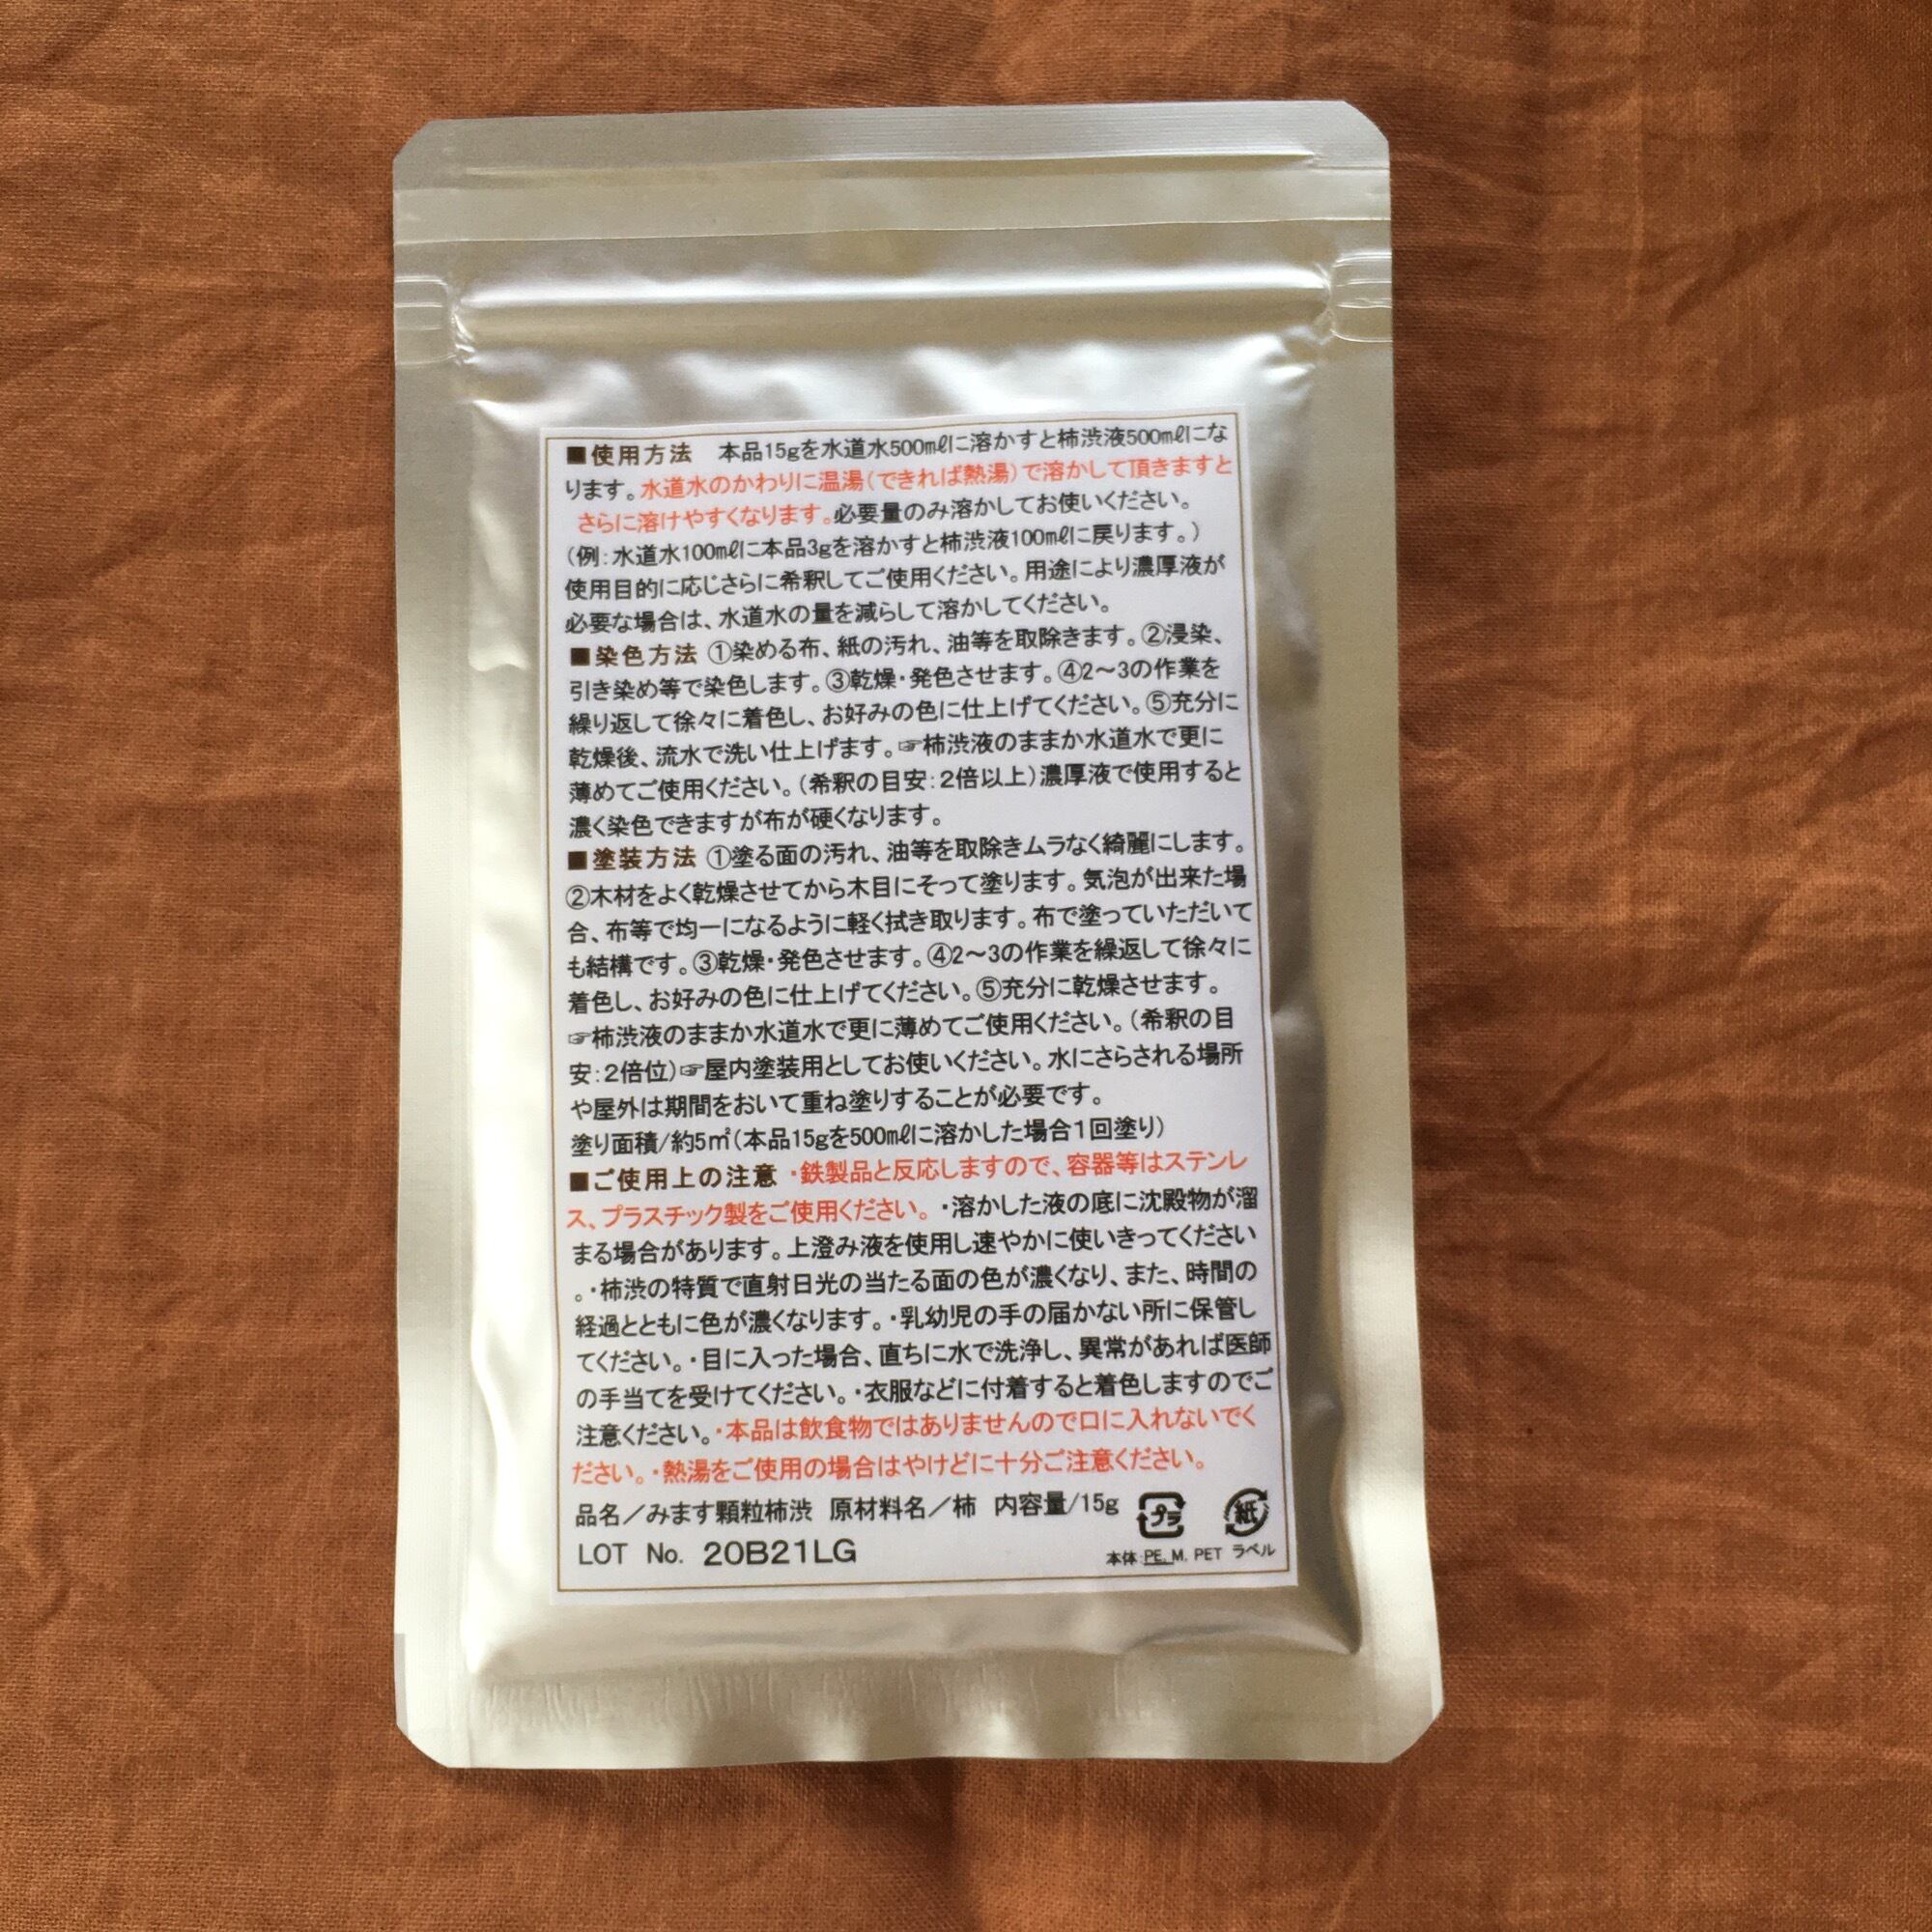 ■使用方法　本品15gを水道水500mℓに溶かすと柿渋液500mℓにな
ります。水道水のかわりに温湯(できれば熱湯)で溶かして頂きますと
さらに溶けやすくなります。必要量のみ溶かしてお使いください。
(例:水道水100mℓに本品3gを溶かすと柿渋液100mℓに戻ります。)
使用目的に応じさらに希釈してご使用ください。用途により濃厚液が
必要な場合は、水道水の量を減らして溶かしてください。
■染色方法 ①染める布、紙の汚れ、油等を取除きます。②浸染、
引き染め等で染色します。③乾燥・発色させます。④2～3の作業を
繰り返して徐々に着色し、お好みの色に仕上げてください。⑤充分に
乾燥後、流水で洗い仕上げます。☞柿渋液のままか水道水で更に
薄めてご使用ください。(希釈の目安:2倍以上)濃厚液で使用すると
濃く染色できますが布が硬くなります。
■塗装方法 ①塗る面の汚れ、油等を取除きムラなく綺麗にします。
②木材をよく乾燥させてから木目にそって塗ります。気泡が出来た場
合、布等で均一になるように軽く拭き取ります。布で塗っていただいて
も結構です。③乾燥・発色させます。④2～3の作業を繰返して徐々に
着色し、お好みの色に仕上げてください。⑤充分に乾燥させます。
☞柿渋液のままか水道水で更に薄めてご使用ください。(希釈の目
安:2倍位)☞屋内塗装用としてお使いください。水にさらされる場所
や屋外は期間をおいて重ね塗りすることが必要です。
塗り面積/約5㎡(本品15gを500mℓに溶かした場合1回塗り)
■ご使用上の注意 ・鉄製品と反応しますので、容器等はステンレ
ス、プラスチック製をご使用ください。・溶かした液の底に沈殿物が溜
まる場合があります。上澄み液を使用し速やかに使いきってください
。・柿渋の特質で直射日光の当たる面の色が濃くなり、また、時間の
経過とともに色が濃くなります。・乳幼児の手の届かない所に保管し
てください。・目に入った場合、直ちに水で洗浄し、異常があれば医師
の手当てを受けてください。・衣服などに付着すると着色しますのでご
注意ください。・本品は飲食物ではありませんので口に入れないでく
ださい。・熱湯をご使用の場合はやけどに十分ご注意ください。
品名／みます顆粒柿渋 原材料名／柿 内容量/15g プラ 紙
LOT No. 20B21LG 本体:PE, M, PET ラベル